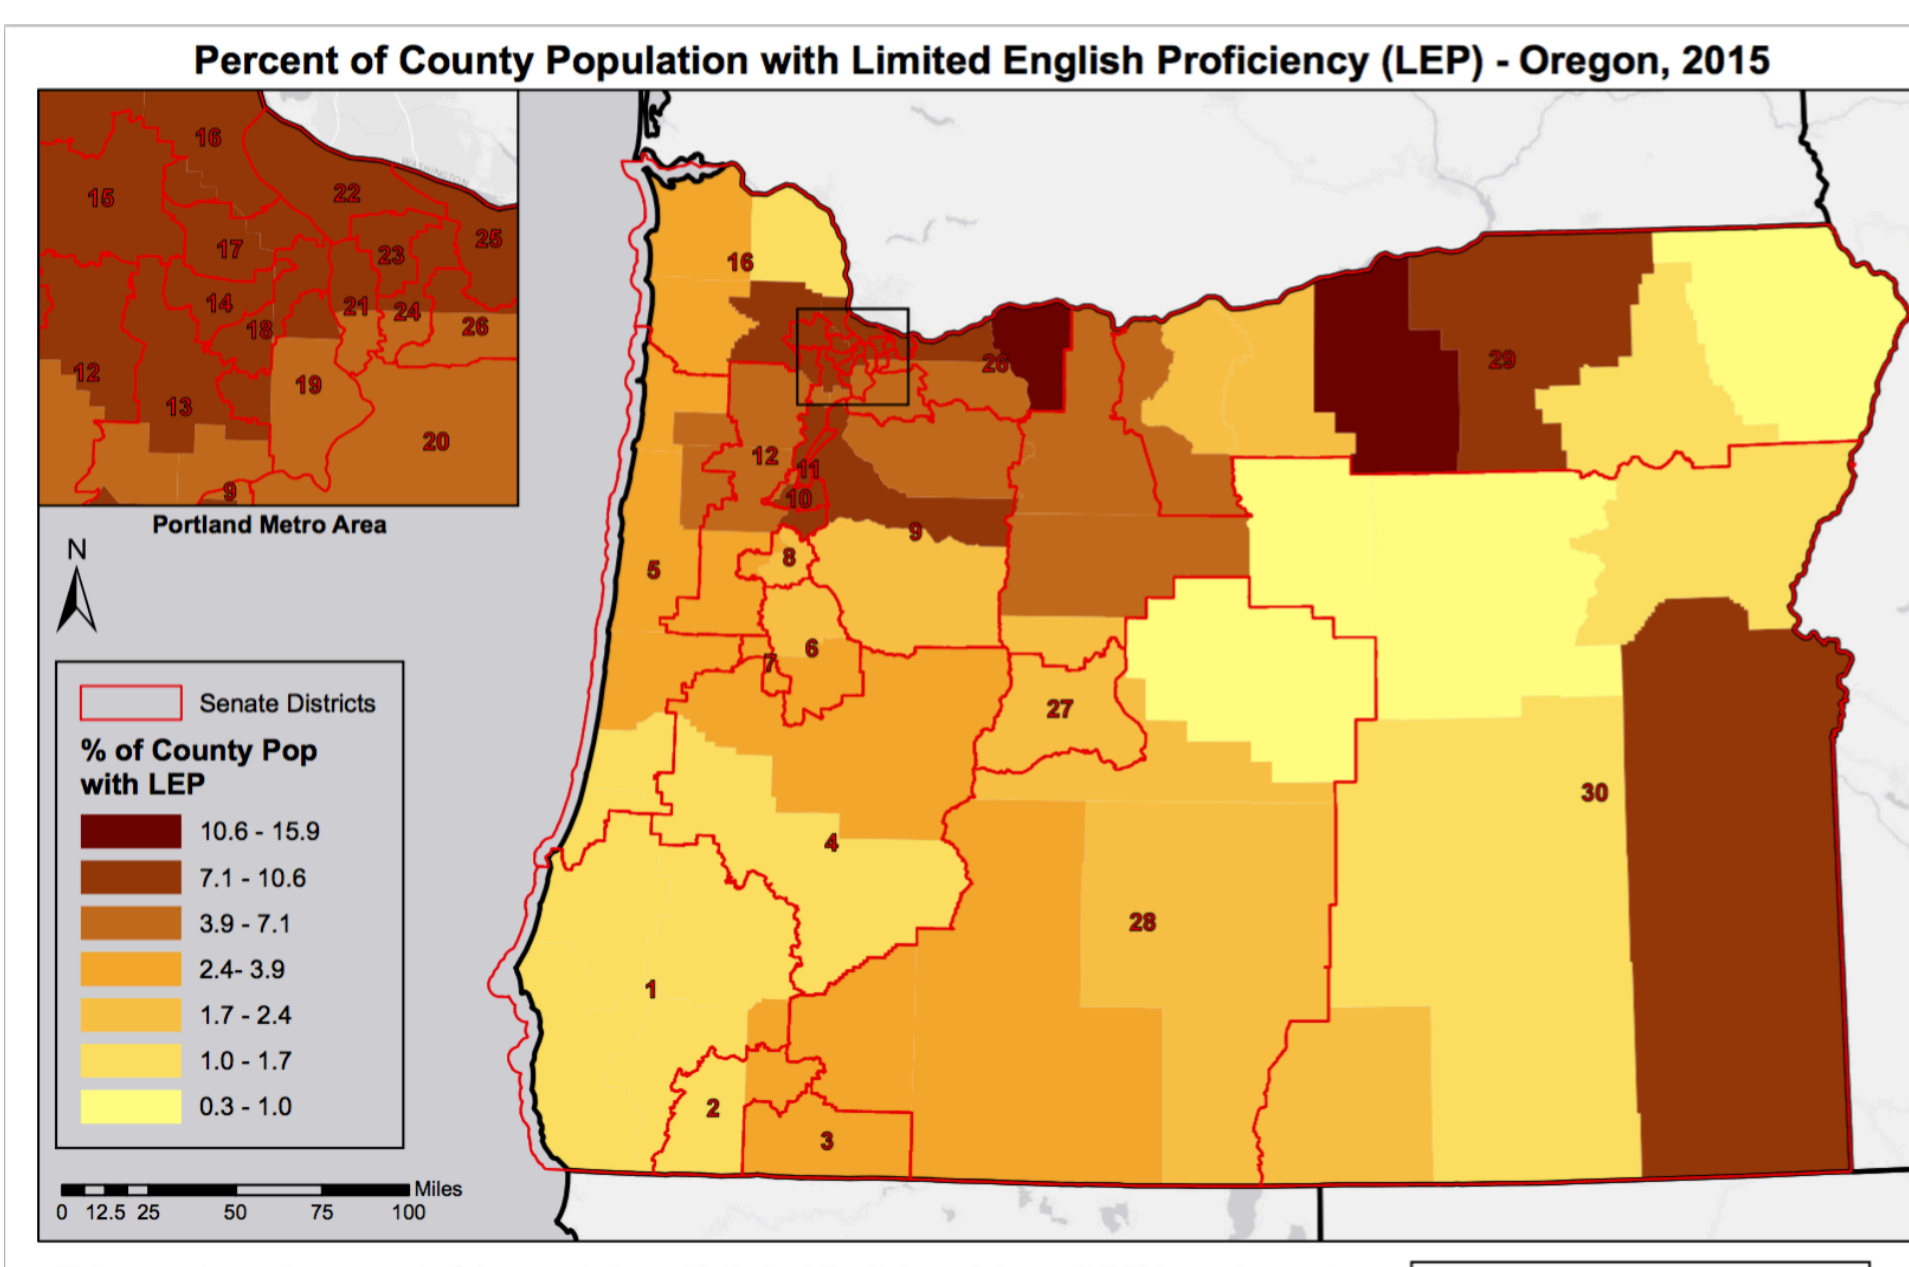 Percent of County Population with Limited English Proficiency (LEP) - Oregon, 2015
16
15
22
17
23
25
14
21
24
18
26
12
19
13
20
9
WASHINGTON
Portland Metro Area
N
Senate Districts
% of County Pop
with LEP
10.6 - 15.9
7.1 - 10.6
3.9 - 7.1
2.4- 3.9
1.7 - 2.4
1.0 - 1.7
0.3 - 1.0
Miles
0 12.5 25 50 75 100
16
26
29
12
11
10
9
8
5
6
7
27
30
4
28
1
2
3